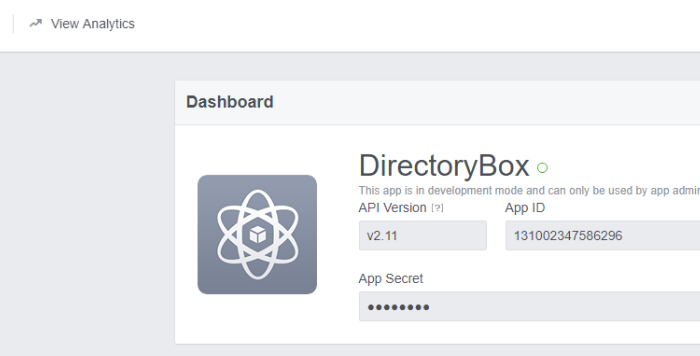 View Analytics
Dashboard
DirectoryBox
This app is in development mode and can only be used by app admin
API Version [?] App ID
v2.11 131002347586296
App Secret
●●●●●●●●